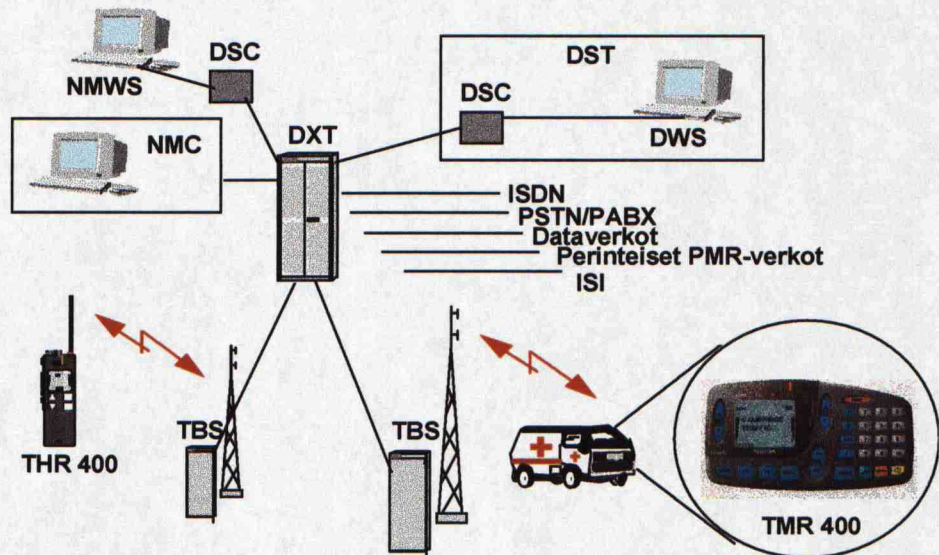 DSC
NMWS
NMC
DXT
DST
DSC
DWS
ISDN
PSTN/PABX
Dataverkot
Perinteiset PMR-verkot
ISI
THR 400
TBS
TBS
TMR 400